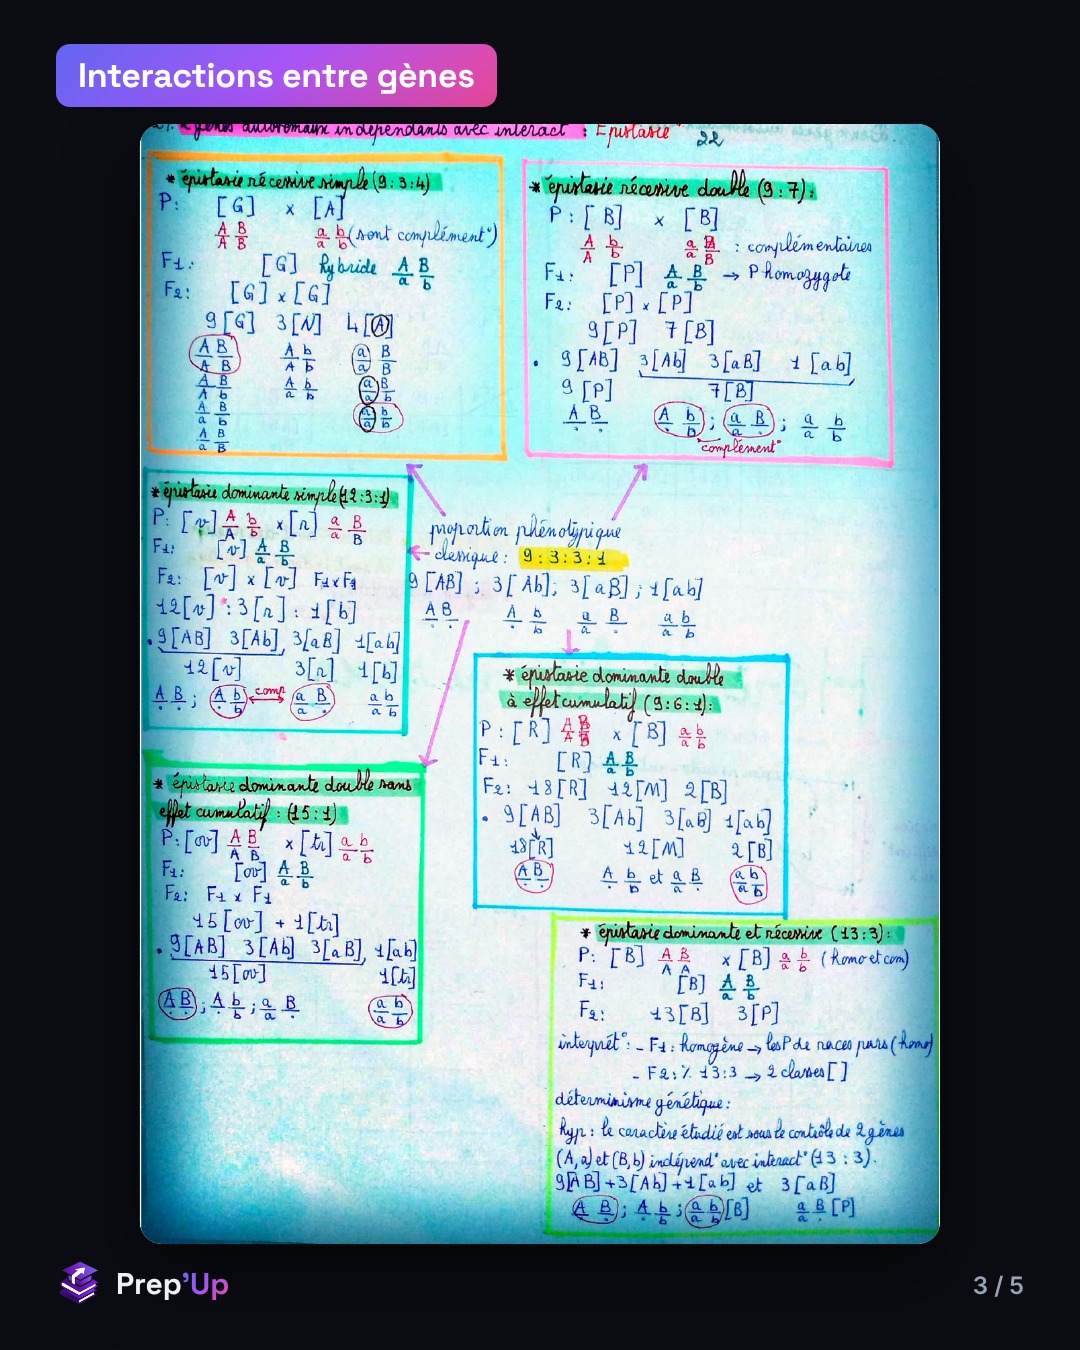 Interactions entre gènes
2 gènes autosomaux indépendants avec interact° : Epistasie
22
* épistasie récessive simple (9:3:4)
P: [G] x [A]
A B a b (sont complément°)
A B a b
F1: [G] hybride A B
a b
F2: [G] x [G]
9[G] 3[N] 4[A]
A B A b a B
A B A b a B
A B A b a B
A b a b a b
A B a b
a b a b
A B
a B
* épistasie récessive double (9:7):
P: [B] x [B]
A b a B : complémentaires
A b a B
F1: [P] A B → P homozygote
a b
F2: [P] x [P]
9[P] 7[B]
. 9[AB] 3[Ab] 3[aB] 1[ab]
9[P] 7[B]
A B A b ; a B ; a b
. . . b a . a b
complément°
* épistasie dominante simple (12:3:1)
P: [v] A b x [r] a B
A b a B
F1: [v] A B
a b
F2: [v] x [v] F1xF1
12[v] : 3[r] : 1[b]
. 9[AB] 3[Ab], 3[aB] 1[ab]
12[v] 3[r] 1[b]
A B ; A b comp a B a b
. . . b a . a b
proportion phénotypique
classique : 9:3:3:1
9[AB] ; 3[Ab]; 3[aB] ; 1[ab]
A B A b a B a b
. . . b a . a b
* épistasie dominante double
à effet cumulatif (9:6:1):
P: [R] A B x [B] a b
A B a b
F1: [R] A B
a b
F2: 18[R] 12[M] 2[B]
. 9[AB] 3[Ab] 3[aB] 1[ab]
18[R] 12[M] 2[B]
A B A b et a B a b
. . . b a . a b
* épistasie dominante double sans
effet cumulatif : (15:1)
P: [ov] A B x [tr] a b
A B a b
F1: [ov] A B
a b
F2: F1 x F1
15[ov] + 1[tr]
. 9[AB] 3[Ab] 3[aB], 1[ab]
15[ov] 1[tr]
A B ; A b ; a B a b
. . . b a . a b
* épistasie dominante et récessive (13:3):
P: [B] A B x [B] a b (homo et com)
A A a b
F1: [B] A B
a b
F2: 13[B] 3[P]
interprét°: - F1: homogène → les P de races purs (homo)
- F2: % 13:3 → 2 classes []
déterminisme génétique :
hyp : le caractère étudié est sous le contrôle de 2 gènes
(A,a) et (B,b) indépend° avec interact° (13:3).
9[AB]+3[Ab]+1[ab] et 3[aB]
A B ; A b ; a b [B] a B [P]
. . . b a b a .
Prep'Up
3 / 5